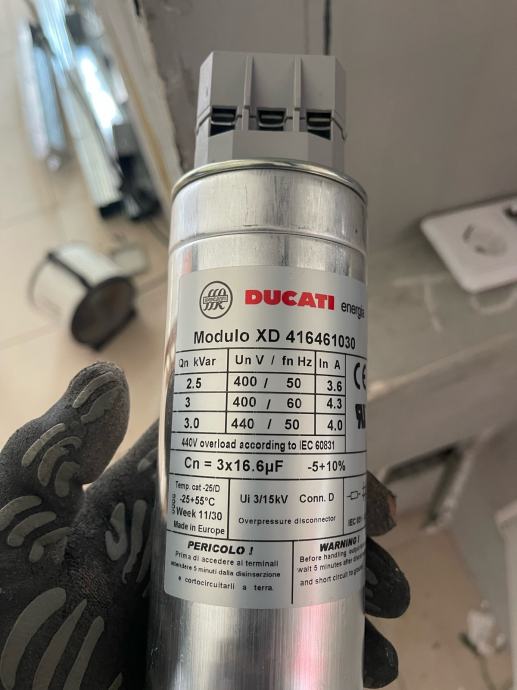 DUCATI energia
Modulo XD 416461030
Qn kVar Un V / fn Hz In A
2.5 400 / 50 3.6
3 400 / 60 4.3
3.0 440 / 50 4.0
440V overload according to IEC 60831
Cn = 3x16.6µF -5+10%
Temp. cat -25/D
-25+55°C
Week 11/30
Made in Europe
Ui 3/15kV Conn. D
Overpressure disconnector
CE
IEC
PERICOLO !
Prima di accedere ai terminali
attendere 5 minuti dalla disinserzione
e cortocircuitarli a terra.
WARNING !
Before handling
wait 5 minutes after
and short circuit to